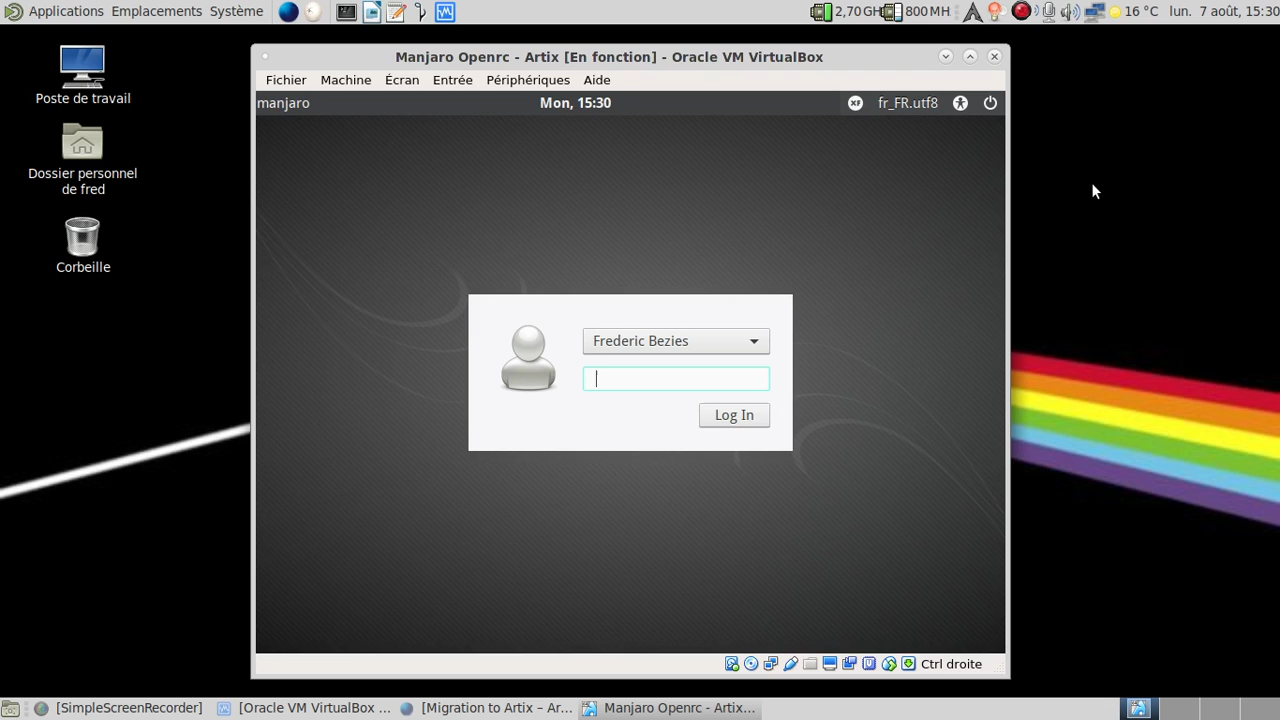 Applications Emplacements Système
2,70 GH 800 MH 16 °C lun. 7 août, 15:30
Poste de travail
Dossier personnel
de fred
Corbeille
Manjaro Openrc - Artix [En fonction] - Oracle VM VirtualBox
Fichier Machine Écran Entrée Périphériques Aide
manjaro Mon, 15:30 fr_FR.utf8
Frederic Bezies
Log In
Ctrl droite
[SimpleScreenRecorder] [Oracle VM VirtualBox ... [Migration to Artix – Ar... Manjaro Openrc - Artix...